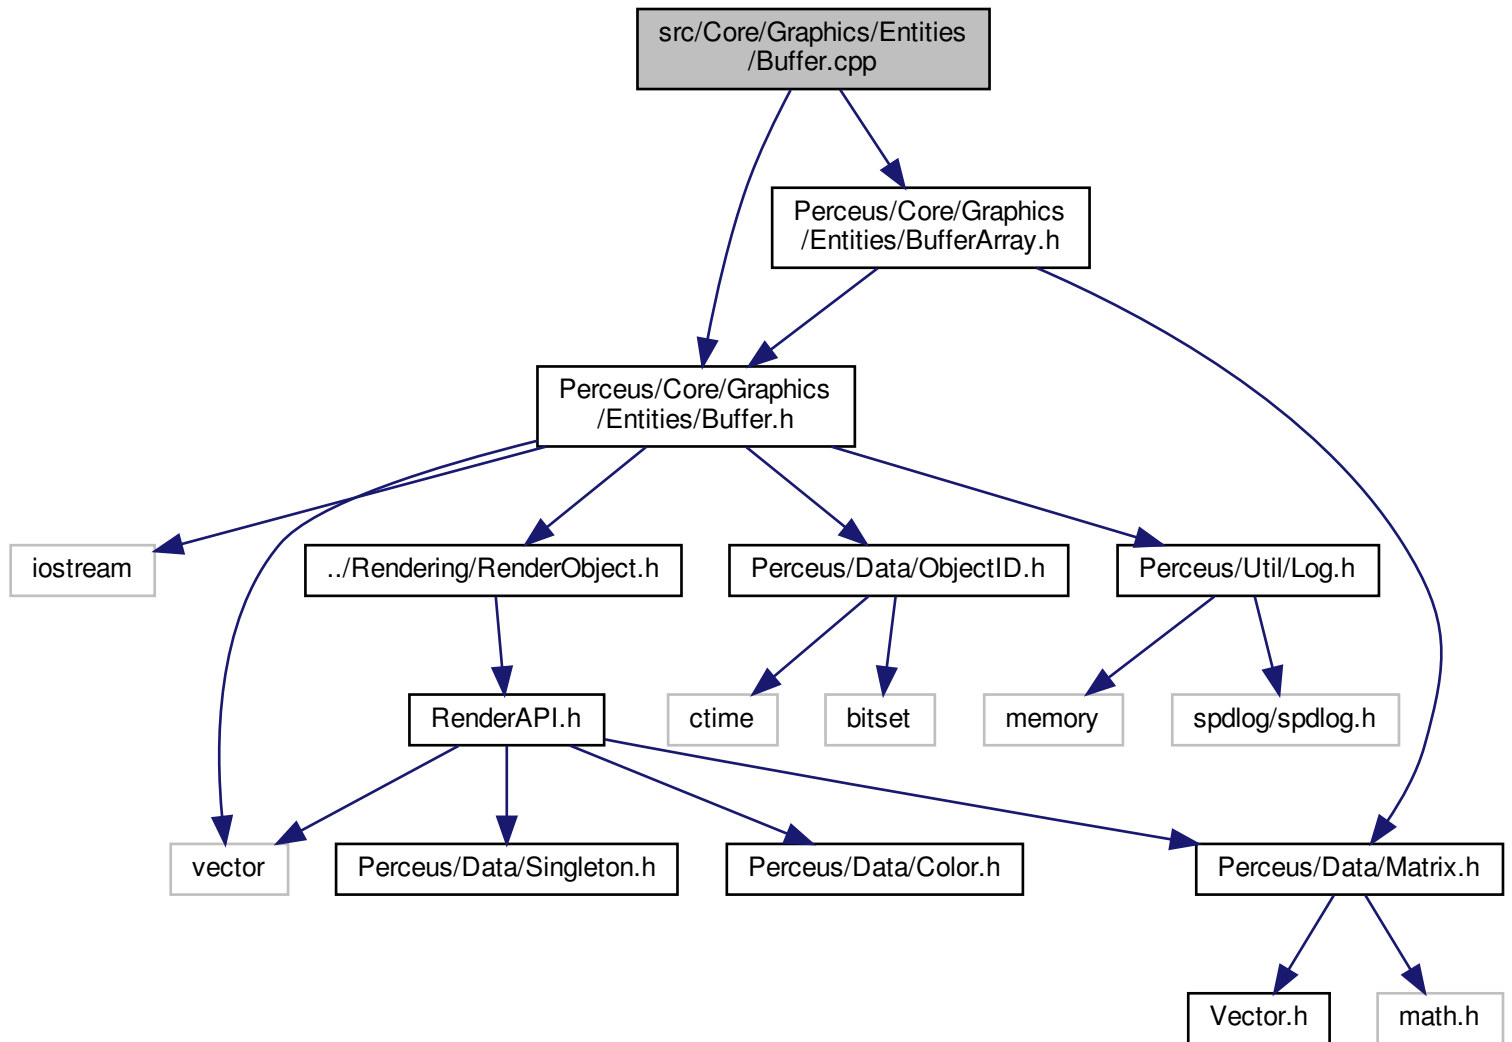 src/Core/Graphics/Entities
/Buffer.cpp
Perceus/Core/Graphics
/Entities/BufferArray.h
Perceus/Core/Graphics
/Entities/Buffer.h
iostream
../Rendering/RenderObject.h
Perceus/Data/ObjectID.h
Perceus/Util/Log.h
RenderAPI.h
ctime
bitset
memory
spdlog/spdlog.h
vector
Perceus/Data/Singleton.h
Perceus/Data/Color.h
Perceus/Data/Matrix.h
Vector.h
math.h